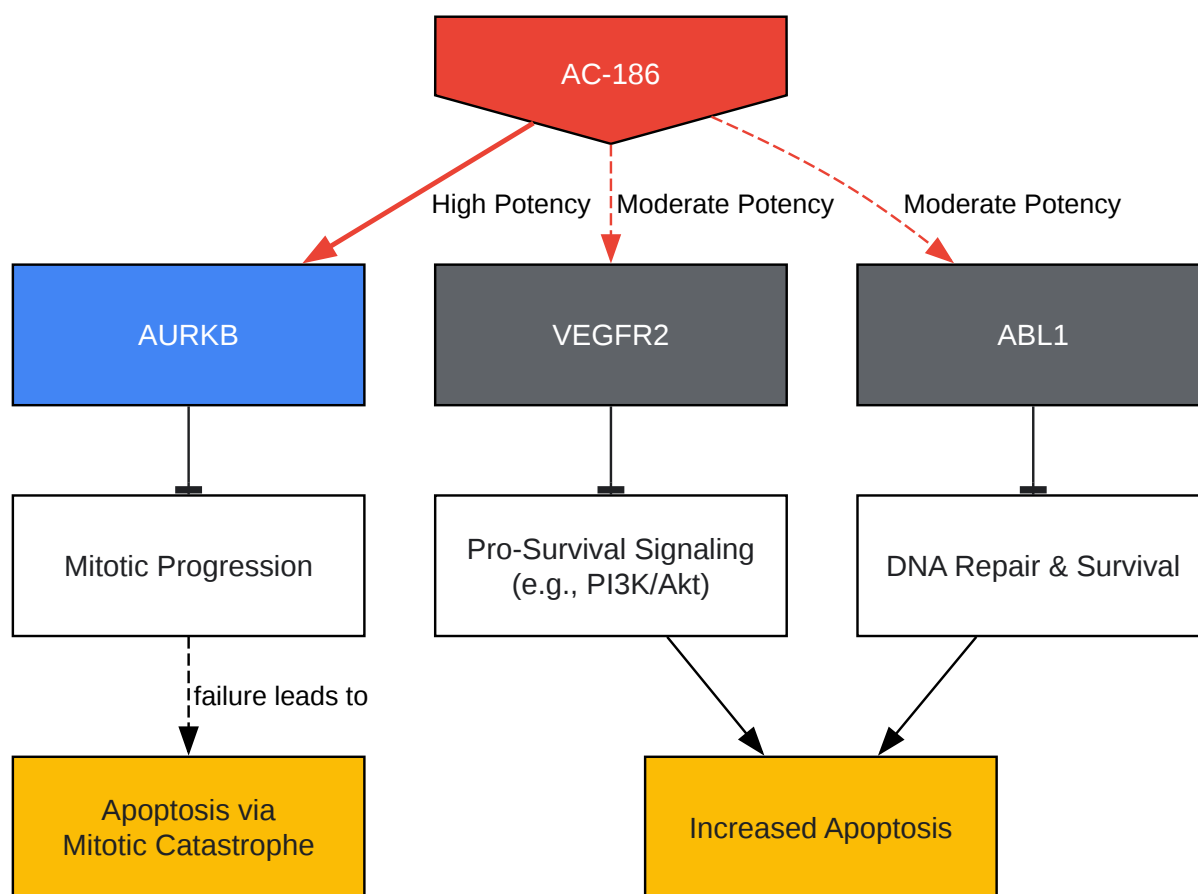 AC-186
High Potency
Moderate Potency
Moderate Potency
AURKB
VEGFR2
ABL1
Mitotic Progression
Pro-Survival Signaling
(e.g., PI3K/Akt)
DNA Repair & Survival
failure leads to
Apoptosis via
Mitotic Catastrophe
Increased Apoptosis